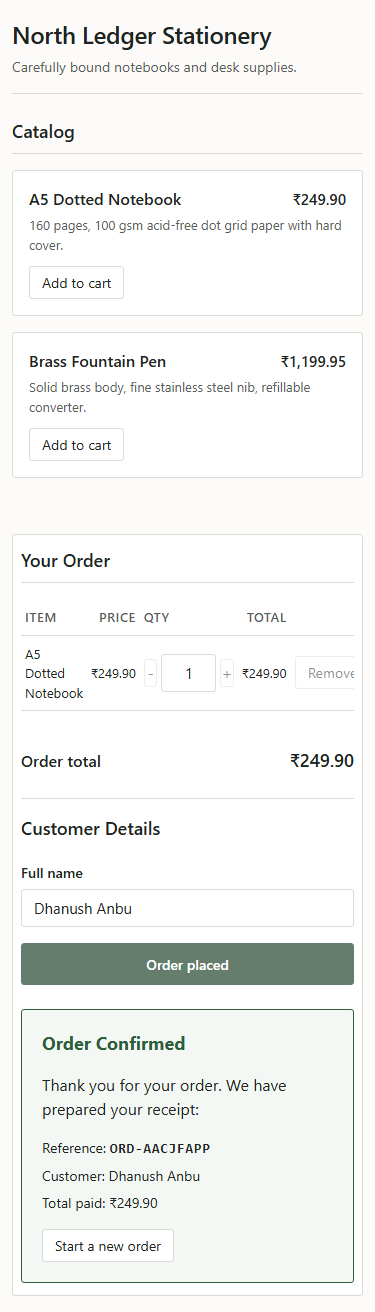 North Ledger Stationery
Carefully bound notebooks and desk supplies.
Catalog
A5 Dotted Notebook ₹249.90
160 pages, 100 gsm acid-free dot grid paper with hard
cover.
Add to cart
Brass Fountain Pen ₹1,199.95
Solid brass body, fine stainless steel nib, refillable
converter.
Add to cart
Your Order
ITEM PRICE QTY TOTAL
A5
Dotted ₹249.90 - 1 + ₹249.90 Remove
Notebook
Order total ₹249.90
Customer Details
Full name
Dhanush Anbu
Order placed
Order Confirmed
Thank you for your order. We have
prepared your receipt:
Reference: ORD-AACJFAPP
Customer: Dhanush Anbu
Total paid: ₹249.90
Start a new order